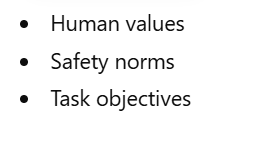 • Human values
• Safety norms
• Task objectives